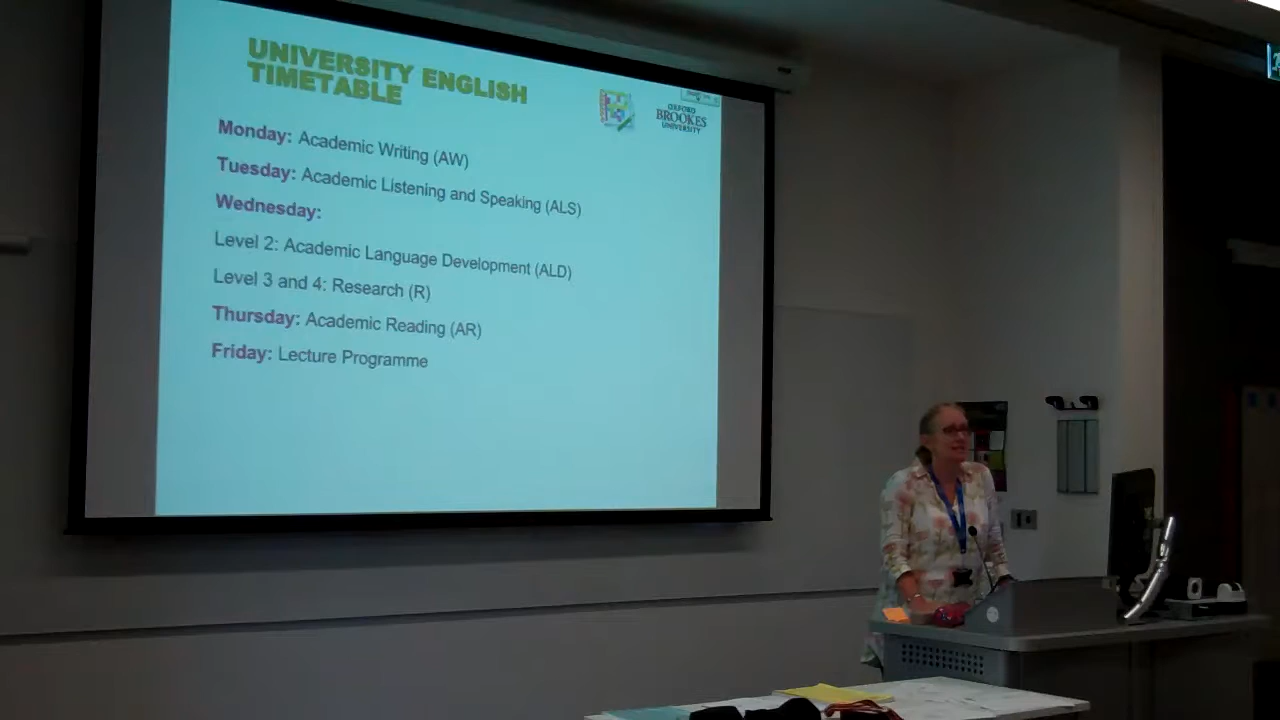 UNIVERSITY ENGLISH
TIMETABLE
OXFORD
BROOKES
UNIVERSITY
Monday: Academic Writing (AW)
Tuesday: Academic Listening and Speaking (ALS)
Wednesday:
Level 2: Academic Language Development (ALD)
Level 3 and 4: Research (R)
Thursday: Academic Reading (AR)
Friday: Lecture Programme